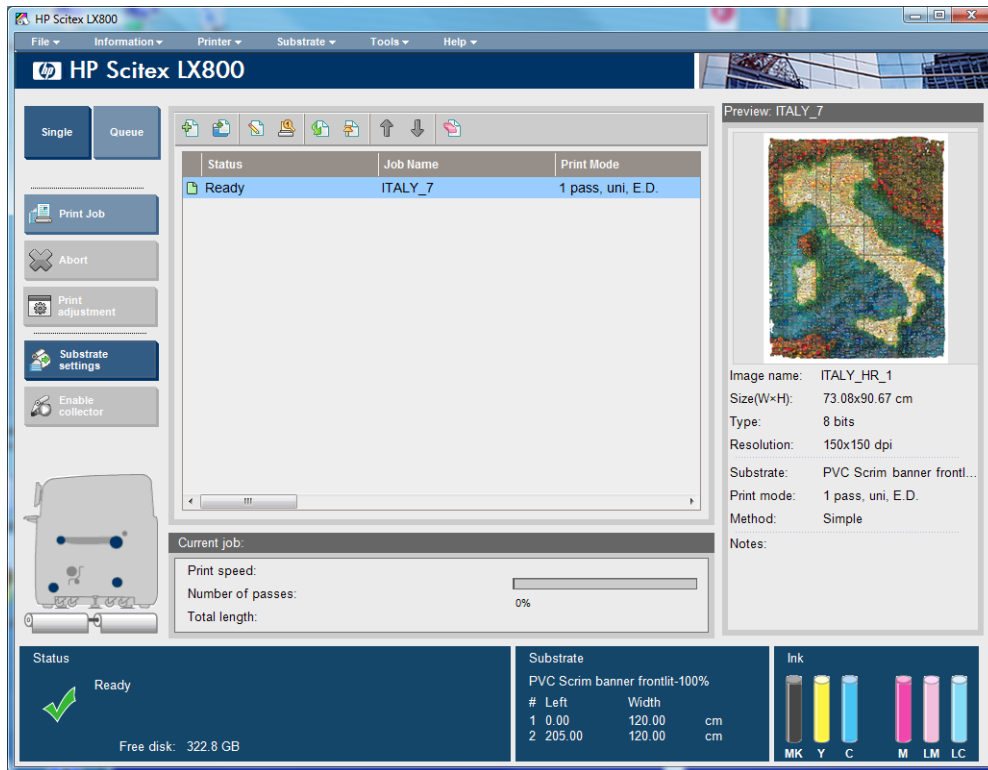 HP Scitex LX800
File Information Printer Substrate Tools Help
hp HP Scitex LX800
Single Queue
Print Job
Abort
Print
adjustment
Substrate
settings
Enable
collector
Status Job Name Print Mode
Ready ITALY_7 1 pass, uni, E.D.
Current job:
Print speed:
Number of passes:
Total length:
0%
Preview: ITALY_7
Image name: ITALY_HR_1
Size(W×H): 73.08x90.67 cm
Type: 8 bits
Resolution: 150x150 dpi
Substrate: PVC Scrim banner frontl...
Print mode: 1 pass, uni, E.D.
Method: Simple
Notes:
Status
Ready
Free disk: 322.8 GB
Substrate
PVC Scrim banner frontlit-100%
# Left Width
1 0.00 120.00 cm
2 205.00 120.00 cm
Ink
MK Y C M LM LC